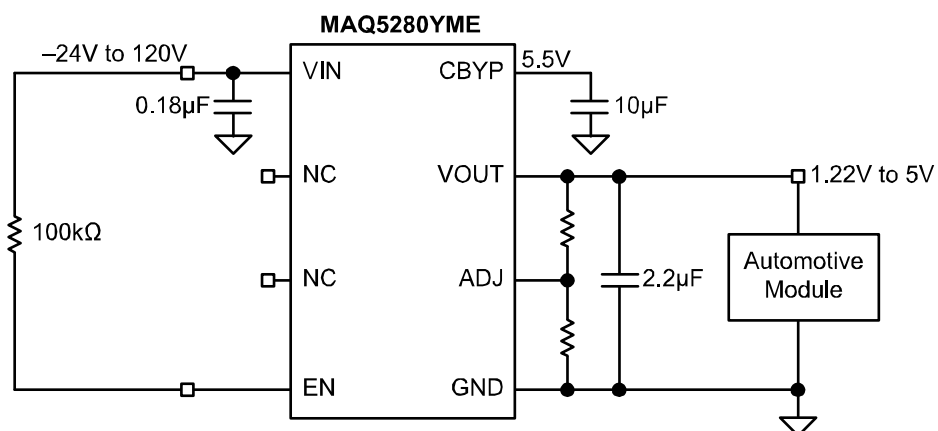 MAQ5280YME
–24V to 120V
VIN
CBYP
5.5V
0.18µF
10µF
NC
VOUT
1.22V to 5V
100kΩ
NC
ADJ
2.2µF
Automotive
Module
EN
GND